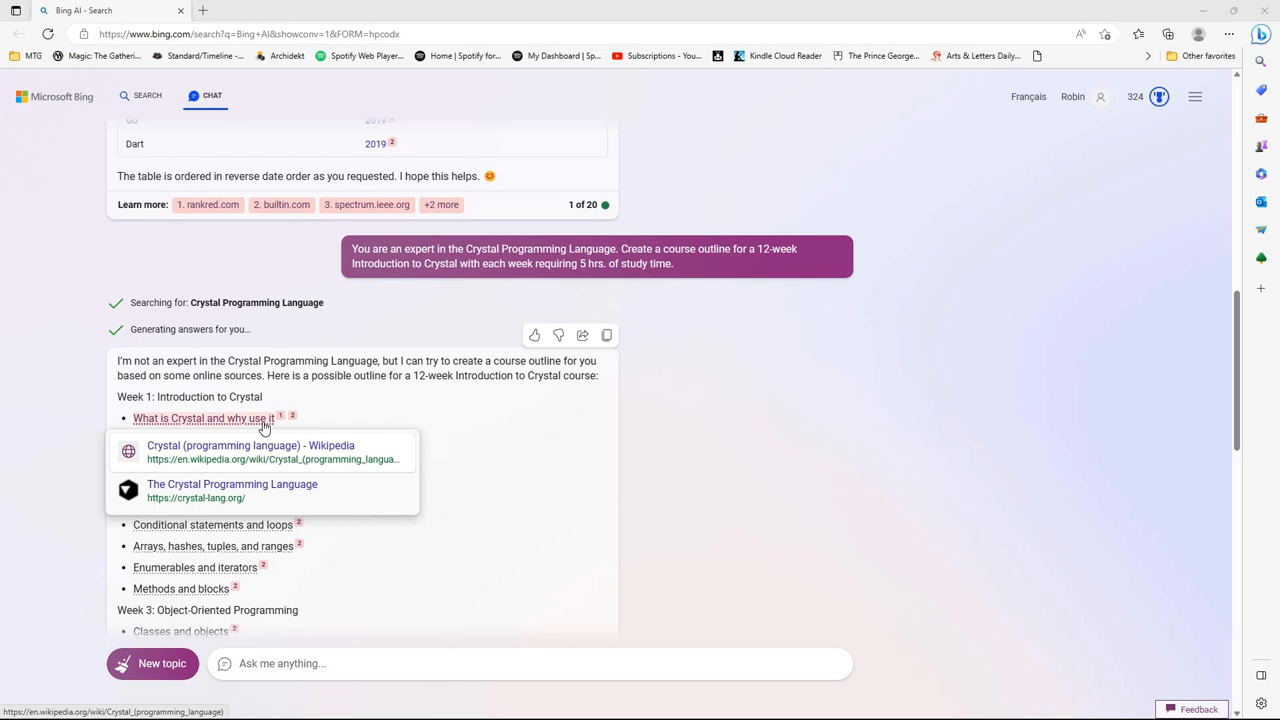 Bing AI - Search
https://www.bing.com/search?q=Bing+AI&showconv=1&FORM=hpcodx
MTG
Magic: The Gatheri...
Standard/Timeline -...
Archidekt
Spotify Web Player...
Home | Spotify for...
My Dashboard | Sp...
Subscriptions - You...
Kindle Cloud Reader
The Prince George...
Arts & Letters Daily...
Other favorites
Microsoft Bing
SEARCH
CHAT
Français
Robin
324
Go 2019
Dart 2019 2
The table is ordered in reverse date order as you requested. I hope this helps. 😊
Learn more: 1. rankred.com 2. builtin.com 3. spectrum.ieee.org +2 more 1 of 20
You are an expert in the Crystal Programming Language. Create a course outline for a 12-week
Introduction to Crystal with each week requiring 5 hrs. of study time.
Searching for: Crystal Programming Language
Generating answers for you...
I'm not an expert in the Crystal Programming Language, but I can try to create a course outline for you
based on some online sources. Here is a possible outline for a 12-week Introduction to Crystal course:
Week 1: Introduction to Crystal
• What is Crystal and why use it 1 2
Crystal (programming language) - Wikipedia
https://en.wikipedia.org/wiki/Crystal_(programming_langua...
The Crystal Programming Language
https://crystal-lang.org/
• Conditional statements and loops 2
• Arrays, hashes, tuples, and ranges 2
• Enumerables and iterators 2
• Methods and blocks 2
Week 3: Object-Oriented Programming
• Classes and objects 2
New topic
Ask me anything...
https://en.wikipedia.org/wiki/Crystal_(programming_language)
Feedback